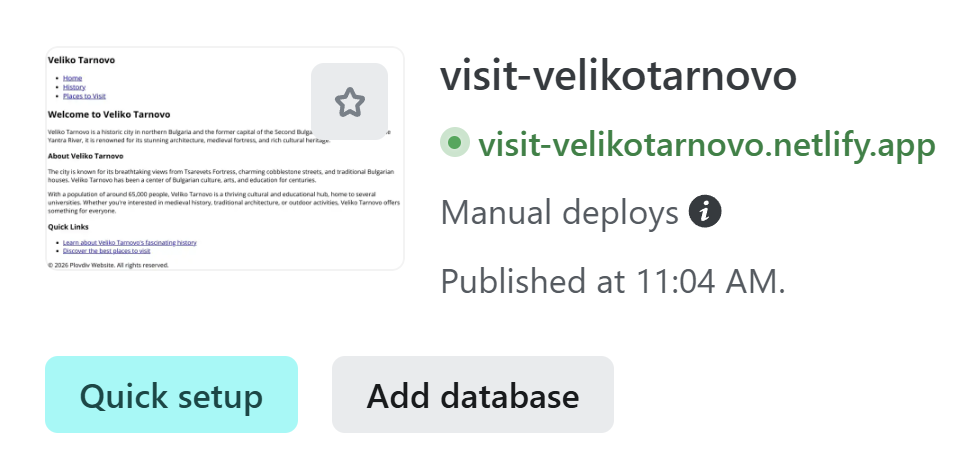 Veliko Tarnovo
Home
History
Places to Visit
Welcome to Veliko Tarnovo
Veliko Tarnovo is a historic city in northern Bulgaria and the former capital of the Second Bulga
Yantra River, it is renowned for its stunning architecture, medieval fortress, and rich cultural heritage.
About Veliko Tarnovo
The city is known for its breathtaking views from Tsarevets Fortress, charming cobblestone streets, and traditional Bulgarian
houses. Veliko Tarnovo has been a center of Bulgarian culture, arts, and education for centuries.
With a population of around 65,000 people, Veliko Tarnovo is a thriving cultural and educational hub, home to several
universities. Whether you're interested in medieval history, traditional architecture, or outdoor activities, Veliko Tarnovo offers
something for everyone.
Quick Links
Learn about Veliko Tarnovo's fascinating history
Discover the best places to visit
© 2026 Plovdiv Website. All rights reserved.
visit-velikotarnovo
visit-velikotarnovo.netlify.app
Manual deploys
Published at 11:04 AM.
Quick setup
Add database